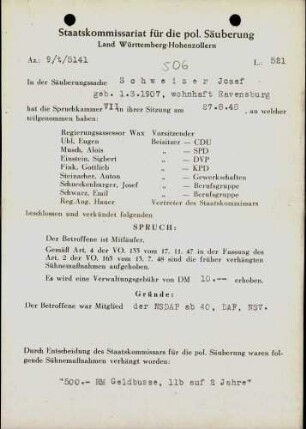 Staatskommissariat für die pol. Säuberung
Land Württemberg-Hohenzollern
Az.: 9/4/5141
506
L.: 521
In der Säuberungssache Schweizer Josef
geb. 1.3.1907, wohnhaft Ravensburg
hat die Spruchkammer VII in ihrer Sitzung am 27.8.48, an welcher
teilgenommen haben:
Regierungsassessor Wax Vorsitzender
Uhl, Eugen Beisitzer — CDU
Musch, Alois „ — SPD
Einstein, Sigbert „ — DVP
Fink, Gottlieb „ — KPD
Steinacher, Anton „ — Gewerkschaften
Schneckenburger, Josef „ — Berufsgruppe
Schwarz, Emil „ — Berufsgruppe
Reg.Ang. Hauer Vertreter des Staatskommissars
beschlossen und verkündet folgenden
SPRUCH:
Der Betroffene ist Mitläufer.
Gemäß Art. 4 der VO. 133 vom 17. 11. 47 in der Fassung des
Art. 2 der VO. 165 vom 13. 7. 48 sind die früher verhängten
Sühnemaßnahmen aufgehoben.
Es wird eine Verwaltungsgebühr von DM 10.-- erhoben.
Gründe:
Der Betroffene war Mitglied der NSDAP ab 40, DAF, NSV.
Durch Entscheidung des Staatskommissars für die pol. Säuberung waren fol-
gende Sühnemaßnahmen verhängt worden:
"500.- RM Geldbusse, 11b auf 2 Jahre"